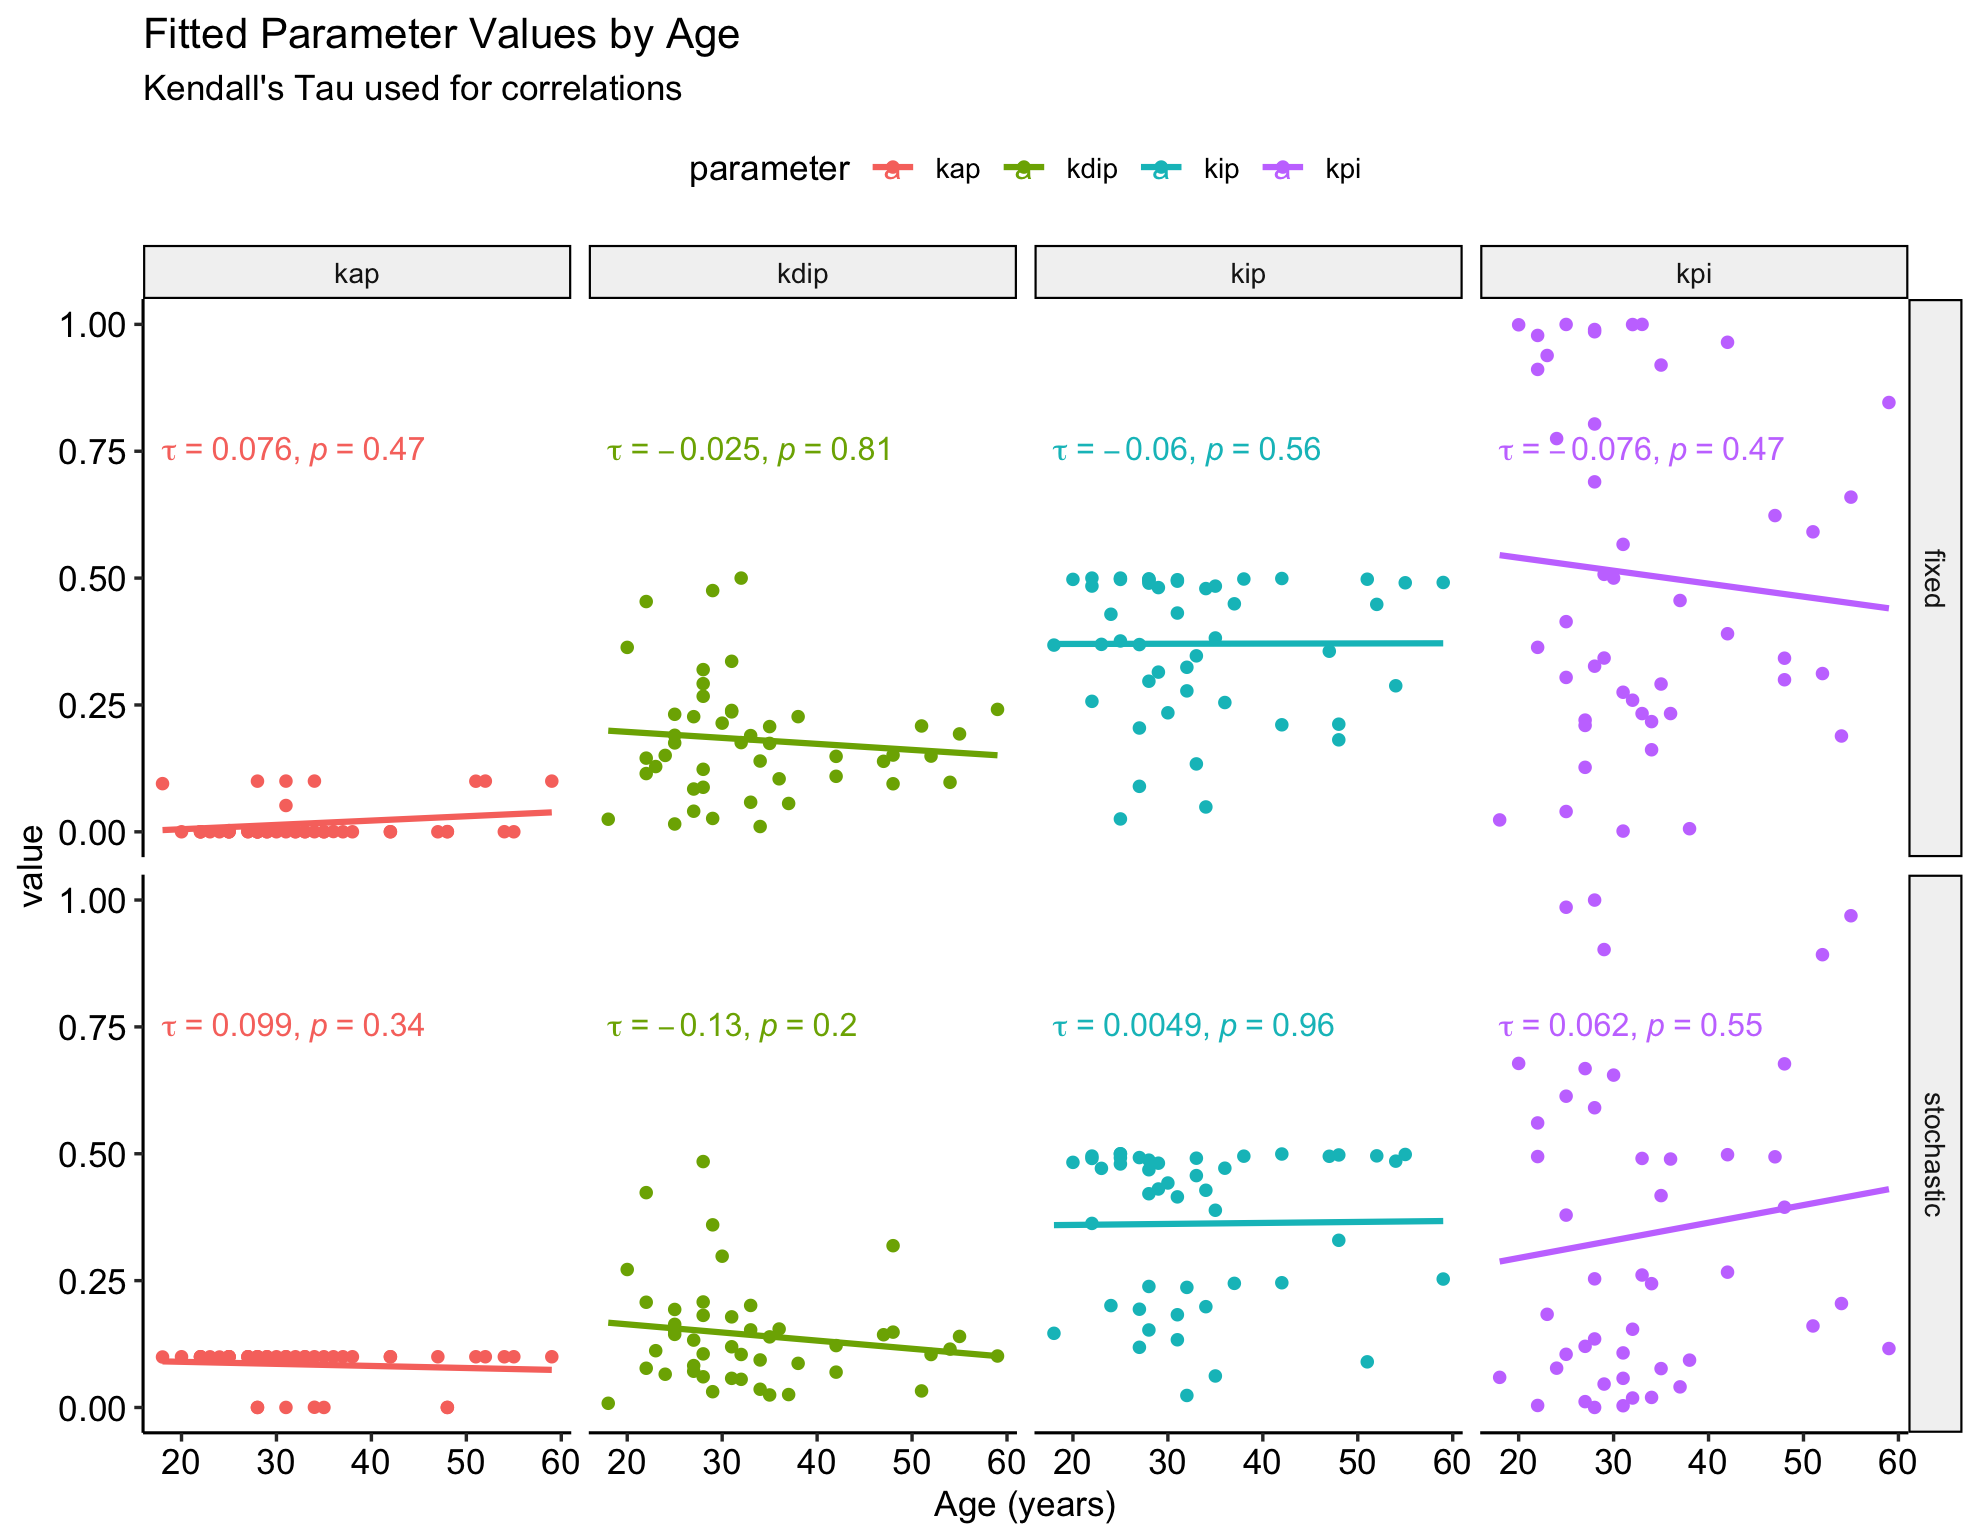 Fitted Parameter Values by Age
Kendall's Tau used for correlations
parameter a kap a kdip a kip a kpi
kap kdip kip kpi
1.00
0.75
0.50
0.25
0.00
τ = 0.076, p = 0.47
τ = −0.025, p = 0.81
τ = −0.06, p = 0.56
τ = −0.076, p = 0.47
fixed
value
1.00
0.75
0.50
0.25
0.00
τ = 0.099, p = 0.34
τ = −0.13, p = 0.2
τ = 0.0049, p = 0.96
τ = 0.062, p = 0.55
stochastic
20 30 40 50 60 20 30 40 50 60 20 30 40 50 60 20 30 40 50 60
Age (years)